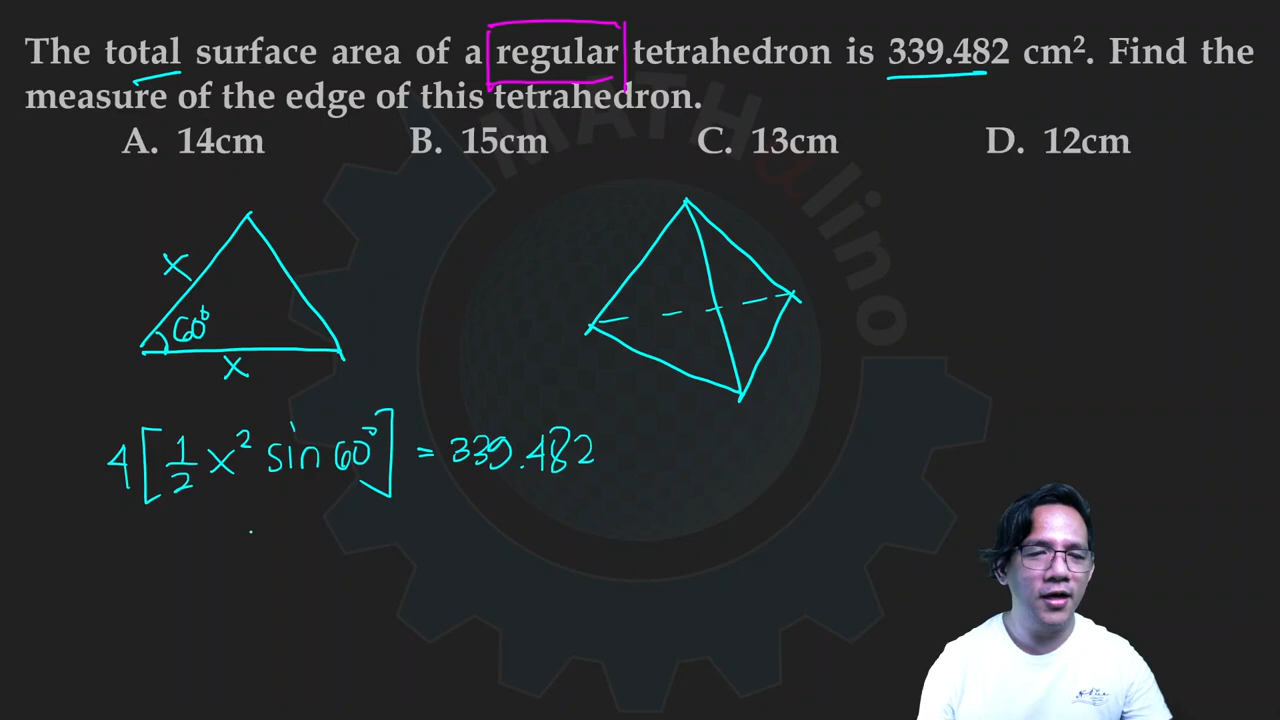 The total surface area of a regular tetrahedron is 339.482 cm². Find the
measure of the edge of this tetrahedron.
A. 14cm B. 15cm C. 13cm D. 12cm
MATHalino
x
60°
x
4[1/2 x² sin 60°] = 339.482